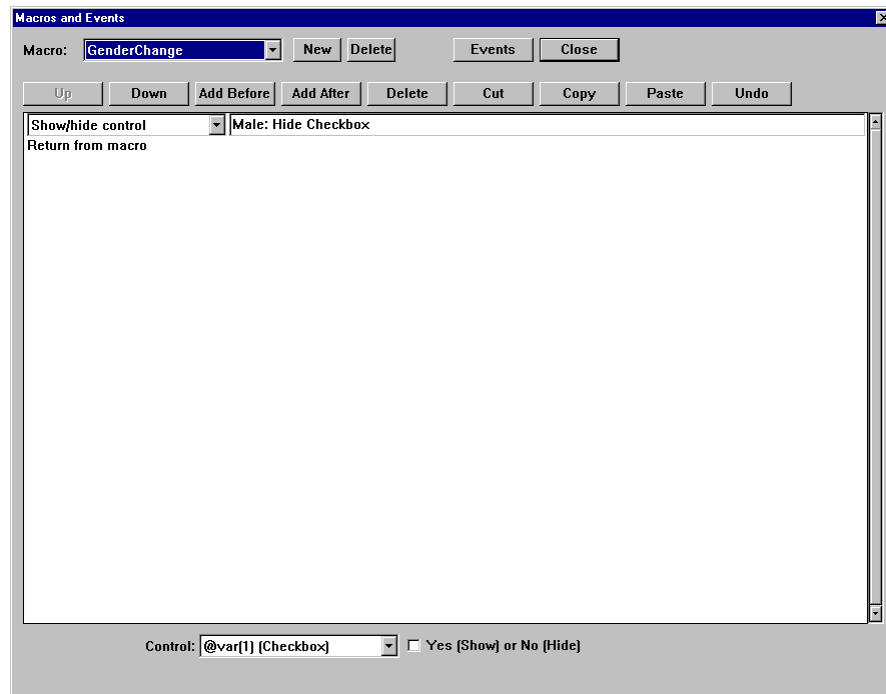 Macros and Events
Macro: GenderChange New Delete Events Close
Up Down Add Before Add After Delete Cut Copy Paste Undo
Show/hide control Male: Hide Checkbox
Return from macro
Control: @var(1) (Checkbox) Yes (Show) or No (Hide)